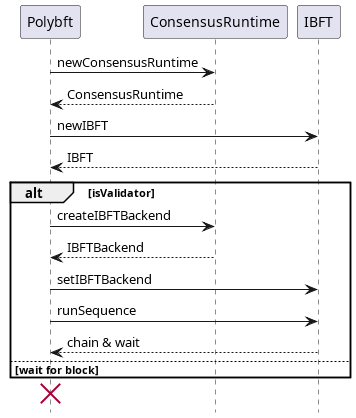 Polybft
ConsensusRuntime
IBFT
newConsensusRuntime
ConsensusRuntime
newIBFT
IBFT
alt
[isValidator]
createIBFTBackend
IBFTBackend
setIBFTBackend
runSequence
chain & wait
[wait for block]